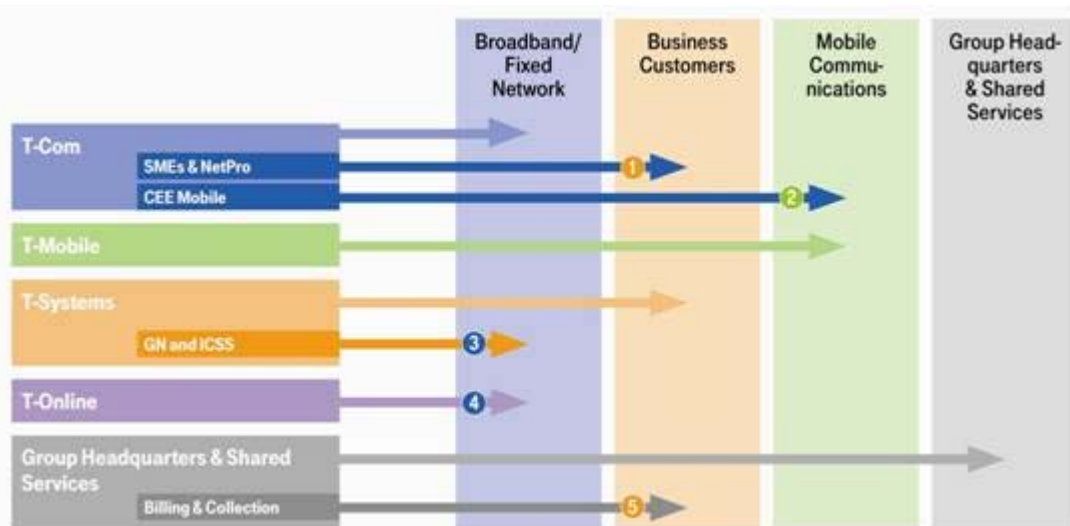 Broadband/
Fixed
Network
Business
Customers
Mobile
Commu-
nications
Group Head-
quarters
& Shared
Services
T-Com
SMEs & NetPro
1
CEE Mobile
2
T-Mobile
T-Systems
GN and ICSS
3
T-Online
4
Group Headquarters & Shared
Services
Billing & Collection
5